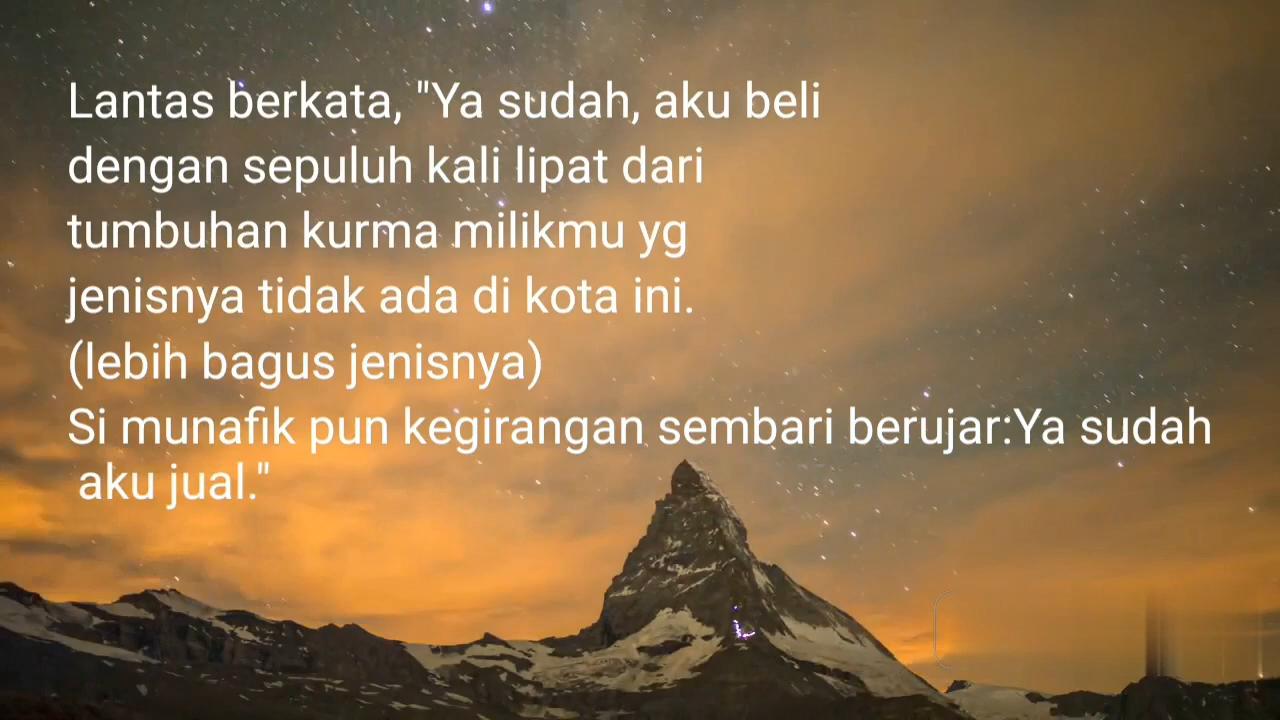 Lantas berkata, "Ya sudah, aku beli
dengan sepuluh kali lipat dari
tumbuhan kurma milikmu yg
jenisnya tidak ada di kota ini.
(lebih bagus jenisnya)
Si munafik pun kegirangan sembari berujar:Ya sudah
aku jual."